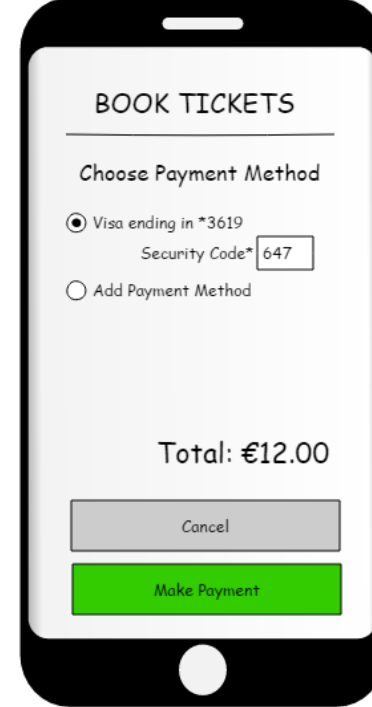 BOOK TICKETS
Choose Payment Method
Visa ending in *3619
Security Code* 647
Add Payment Method
Total: €12.00
Cancel
Make Payment